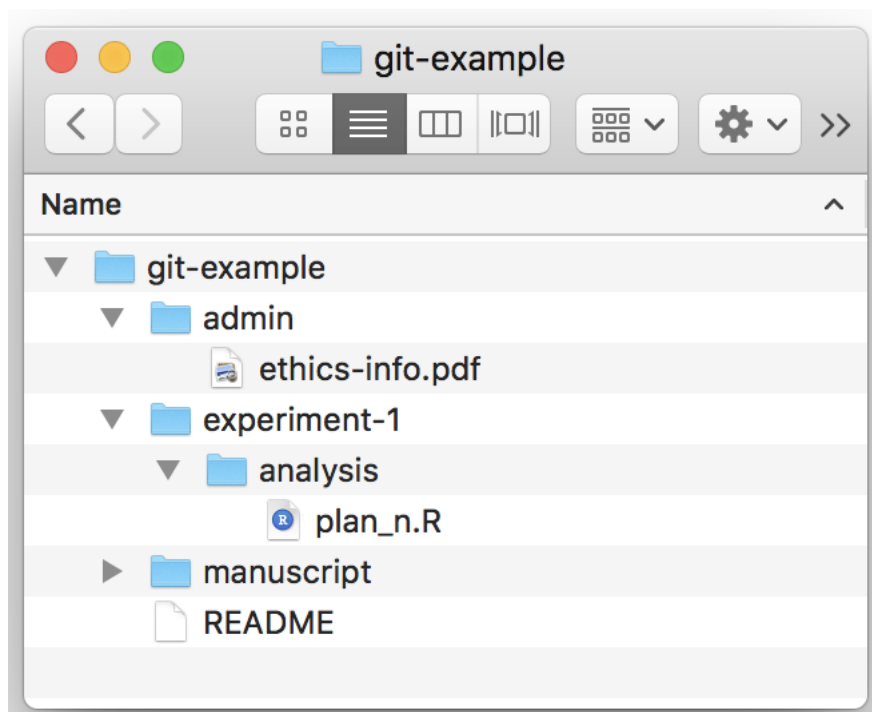 git-example
Name
git-example
admin
ethics-info.pdf
experiment-1
analysis
R plan_n.R
manuscript
README